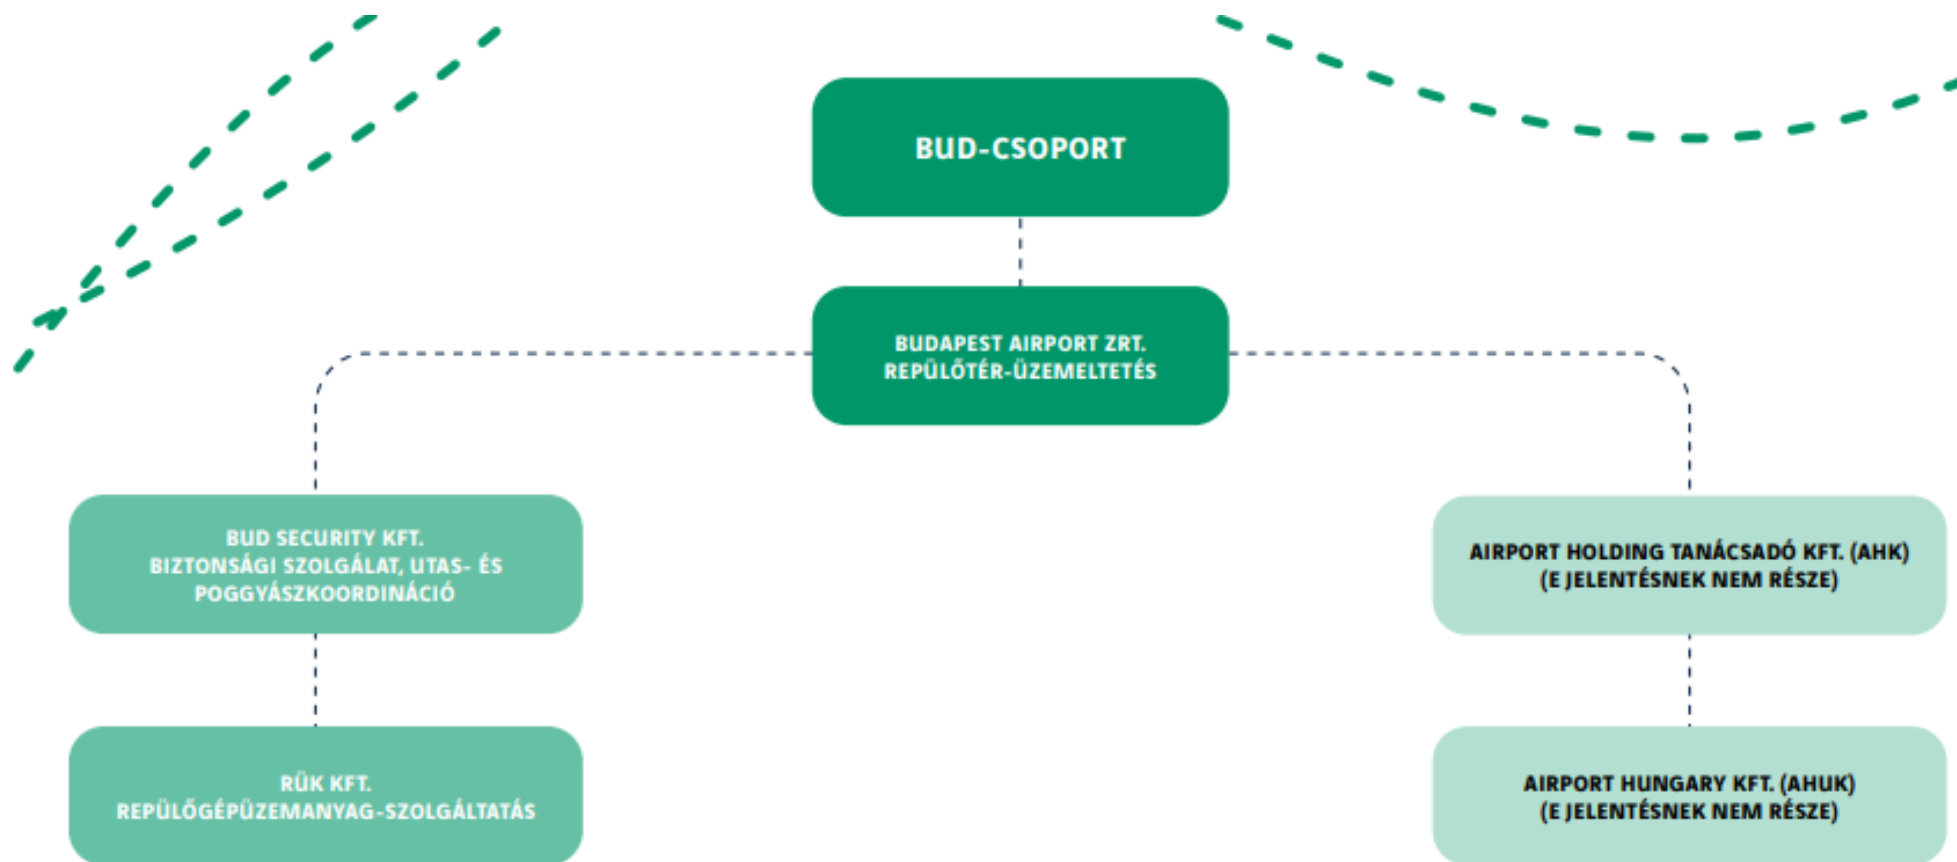 BUD-CSOPORT
BUDAPEST AIRPORT ZRT.
REPÜLŐTÉR-ÜZEMELTETÉS
BUD SECURITY KFT.
BIZTONSÁGI SZOLGÁLAT, UTAS- ÉS
POGGYÁSZKOORDINÁCIÓ
AIRPORT HOLDING TANÁCSADÓ KFT. (AHK)
(E JELENTÉSNEK NEM RÉSZE)
RÜK KFT.
REPÜLŐGÉPÜZEMANYAG-SZOLGÁLTATÁS
AIRPORT HUNGARY KFT. (AHUK)
(E JELENTÉSNEK NEM RÉSZE)